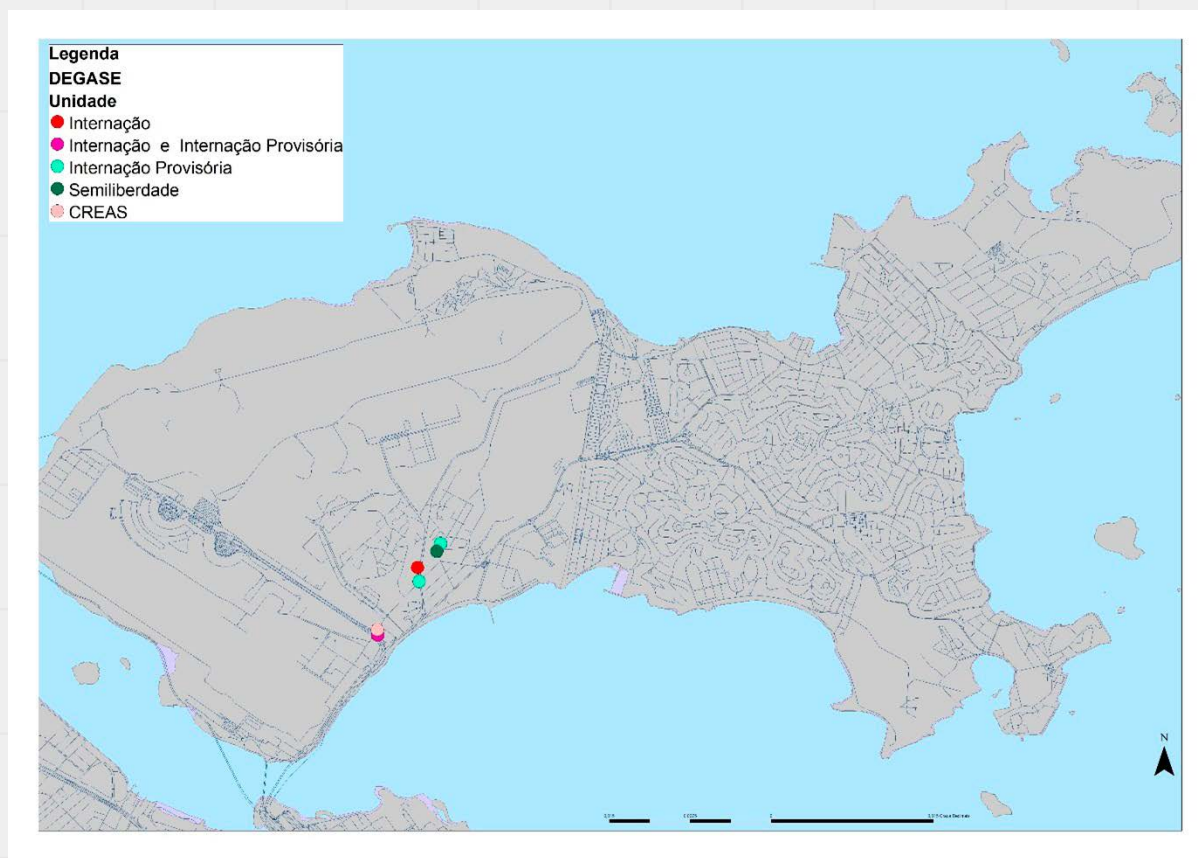 Legenda
DEGASE
Unidade
Internação
Internação e Internação Provisória
Internação Provisória
Semiliberdade
CREAS
N